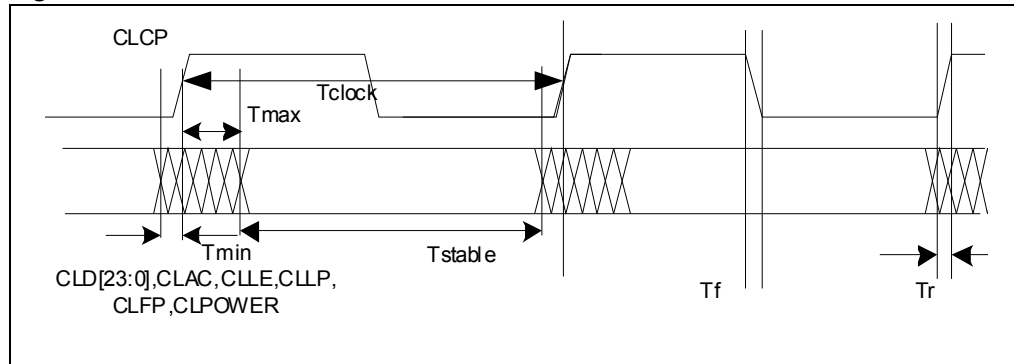 CLCP
Tclock
Tmax
Tmin
Tstable
CLD[23:0],CLAC,CLLE,CLLP,
CLFP,CLPOWER
Tf
Tr